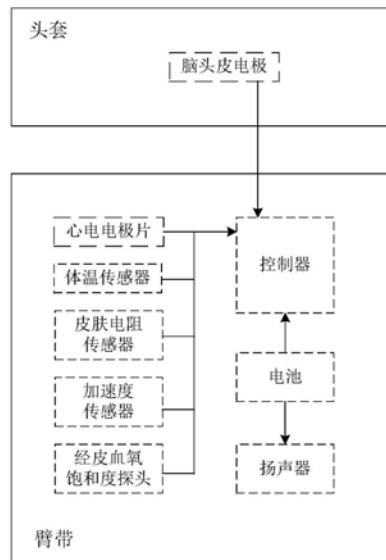 头套
脑头皮电极
心电电极片
控制器
体温传感器
皮肤电阻
传感器
电池
加速度
传感器
扬声器
经皮血氧
饱和度探头
臂带